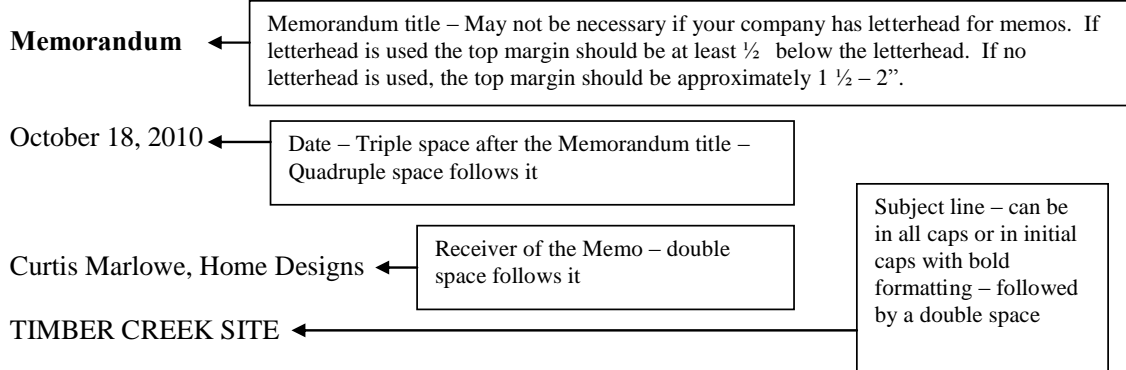 Memorandum
Memorandum title – May not be necessary if your company has letterhead for memos.  If
letterhead is used the top margin should be at least ½  below the letterhead.  If no
letterhead is used, the top margin should be approximately 1 ½ – 2”.
October 18, 2010
Date – Triple space after the Memorandum title –
Quadruple space follows it
Curtis Marlowe, Home Designs
Receiver of the Memo – double
space follows it
TIMBER CREEK SITE
Subject line – can be
in all caps or in initial
caps with bold
formatting – followed
by a double space